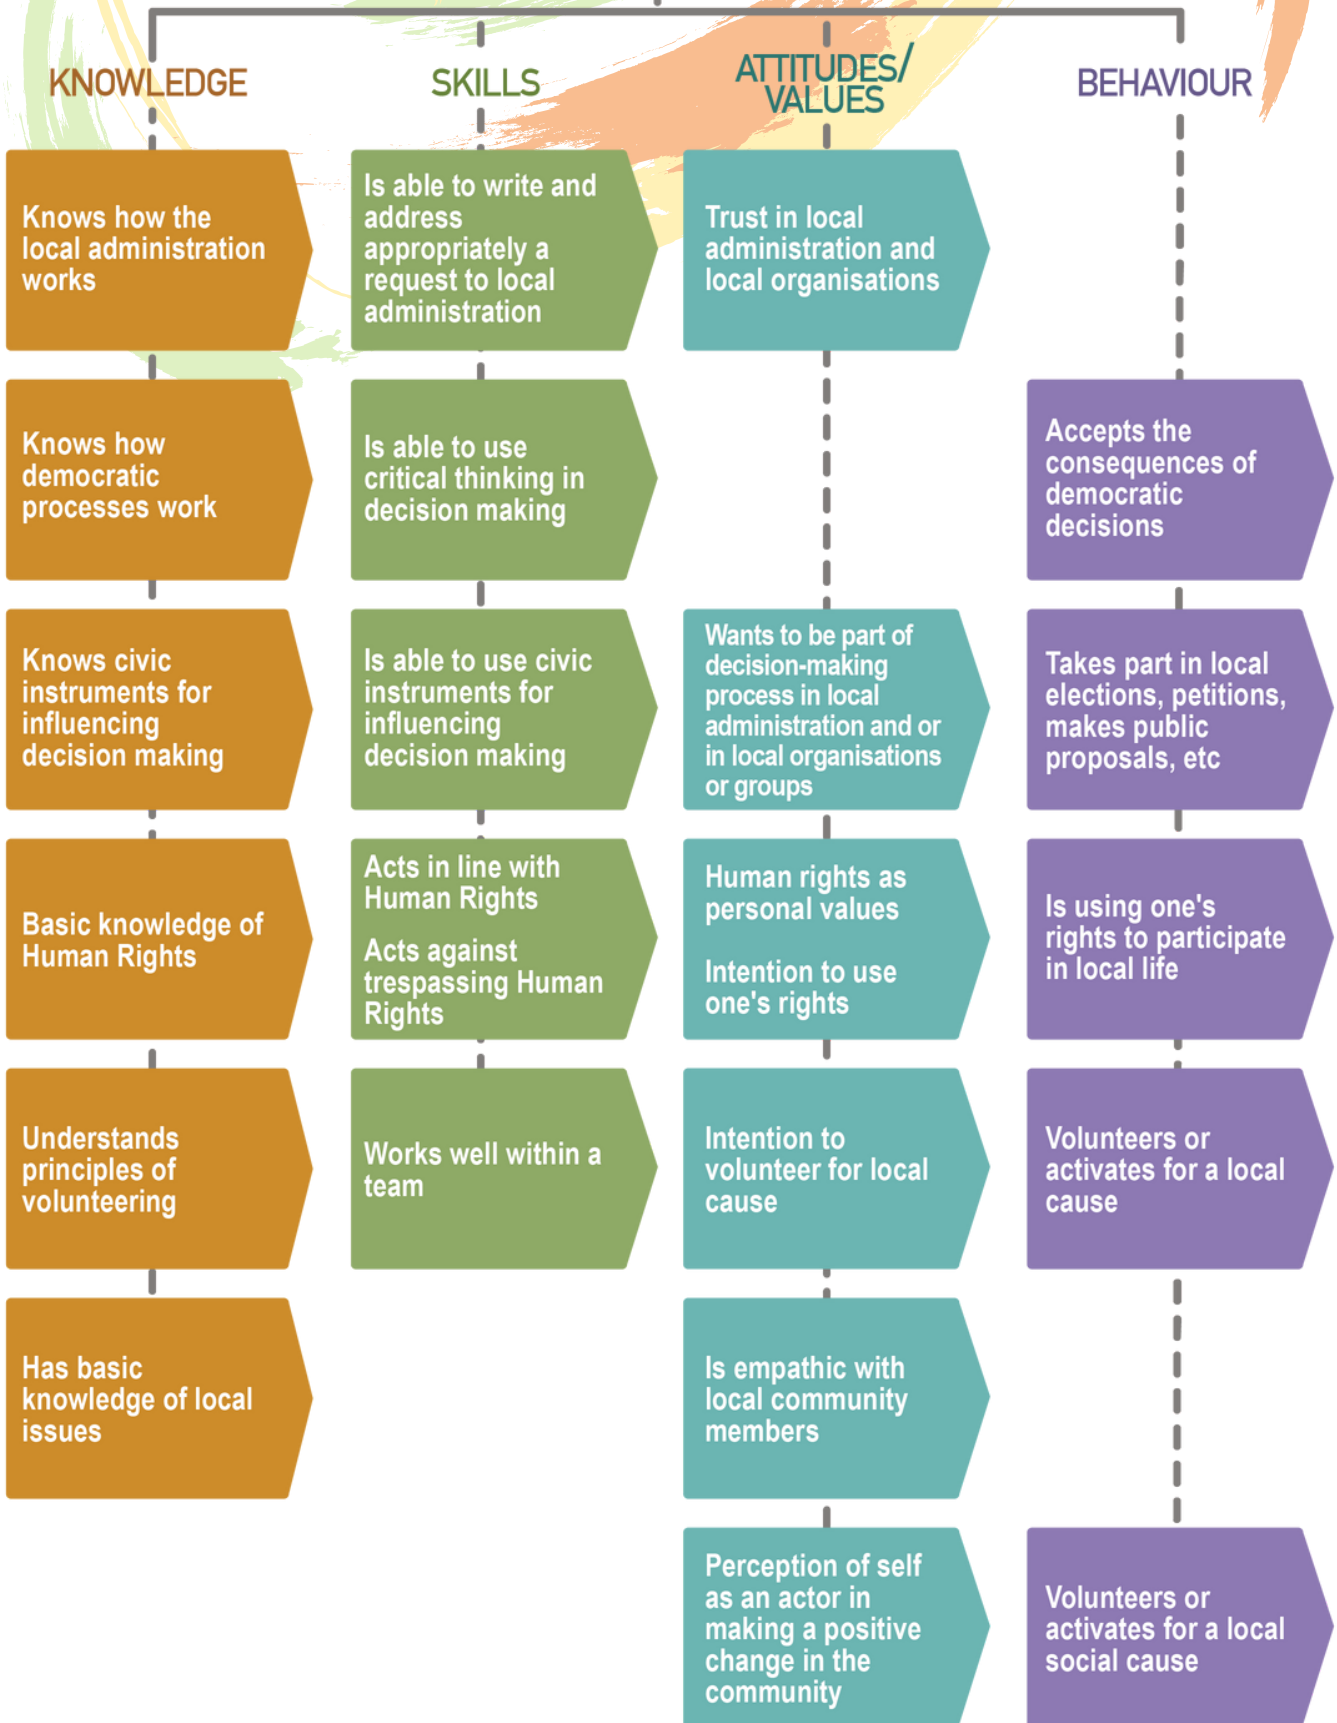 KNOWLEDGE
SKILLS
ATTITUDES/
VALUES
BEHAVIOUR
Knows how the
local administration
works
Is able to write and
address
appropriately a
request to local
administration
Trust in local
administration and
local organisations
Knows how
democratic
processes work
Is able to use
critical thinking in
decision making
Accepts the
consequences of
democratic
decisions
Knows civic
instruments for
influencing
decision making
Is able to use civic
instruments for
influencing
decision making
Wants to be part of
decision-making
process in local
administration and or
in local organisations
or groups
Takes part in local
elections, petitions,
makes public
proposals, etc
Basic knowledge of
Human Rights
Acts in line with
Human Rights
Acts against
trespassing Human
Rights
Human rights as
personal values
Intention to use
one's rights
Is using one's
rights to participate
in local life
Understands
principles of
volunteering
Works well within a
team
Intention to
volunteer for local
cause
Volunteers or
activates for a local
cause
Has basic
knowledge of local
issues
Is empathic with
local community
members
Perception of self
as an actor in
making a positive
change in the
community
Volunteers or
activates for a local
social cause